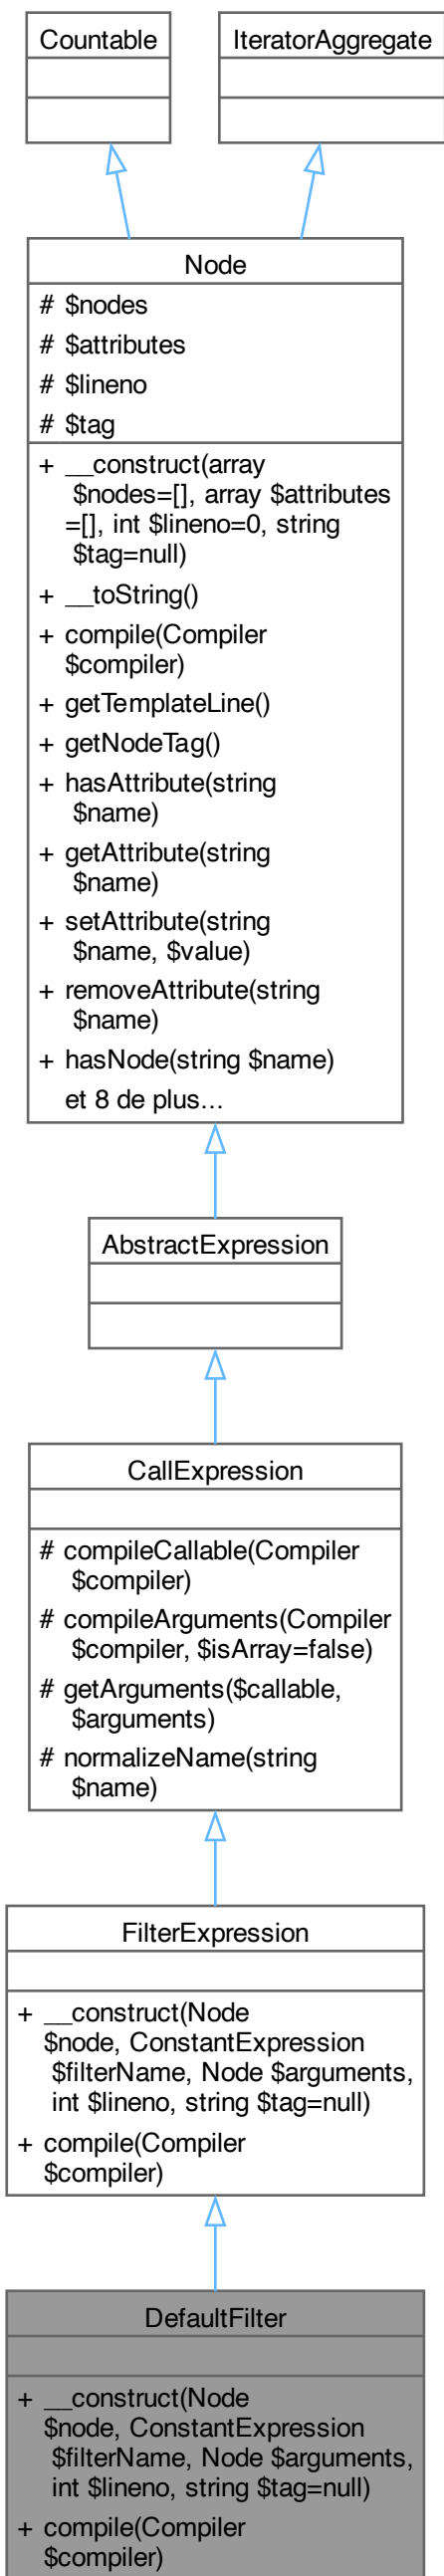 Countable
IteratorAggregate
Node
# $nodes
# $attributes
# $lineno
# $tag
+ __construct(array
$nodes=[], array $attributes
=[], int $lineno=0, string
$tag=null)
+ __toString()
+ compile(Compiler
$compiler)
+ getTemplateLine()
+ getNodeTag()
+ hasAttribute(string
$name)
+ getAttribute(string
$name)
+ setAttribute(string
$name, $value)
+ removeAttribute(string
$name)
+ hasNode(string $name)
et 8 de plus...
AbstractExpression
CallExpression
# compileCallable(Compiler
$compiler)
# compileArguments(Compiler
$compiler, $isArray=false)
# getArguments($callable,
$arguments)
# normalizeName(string
$name)
FilterExpression
+ __construct(Node
$node, ConstantExpression
$filterName, Node $arguments,
int $lineno, string $tag=null)
+ compile(Compiler
$compiler)
DefaultFilter
+ __construct(Node
$node, ConstantExpression
$filterName, Node $arguments,
int $lineno, string $tag=null)
+ compile(Compiler
$compiler)